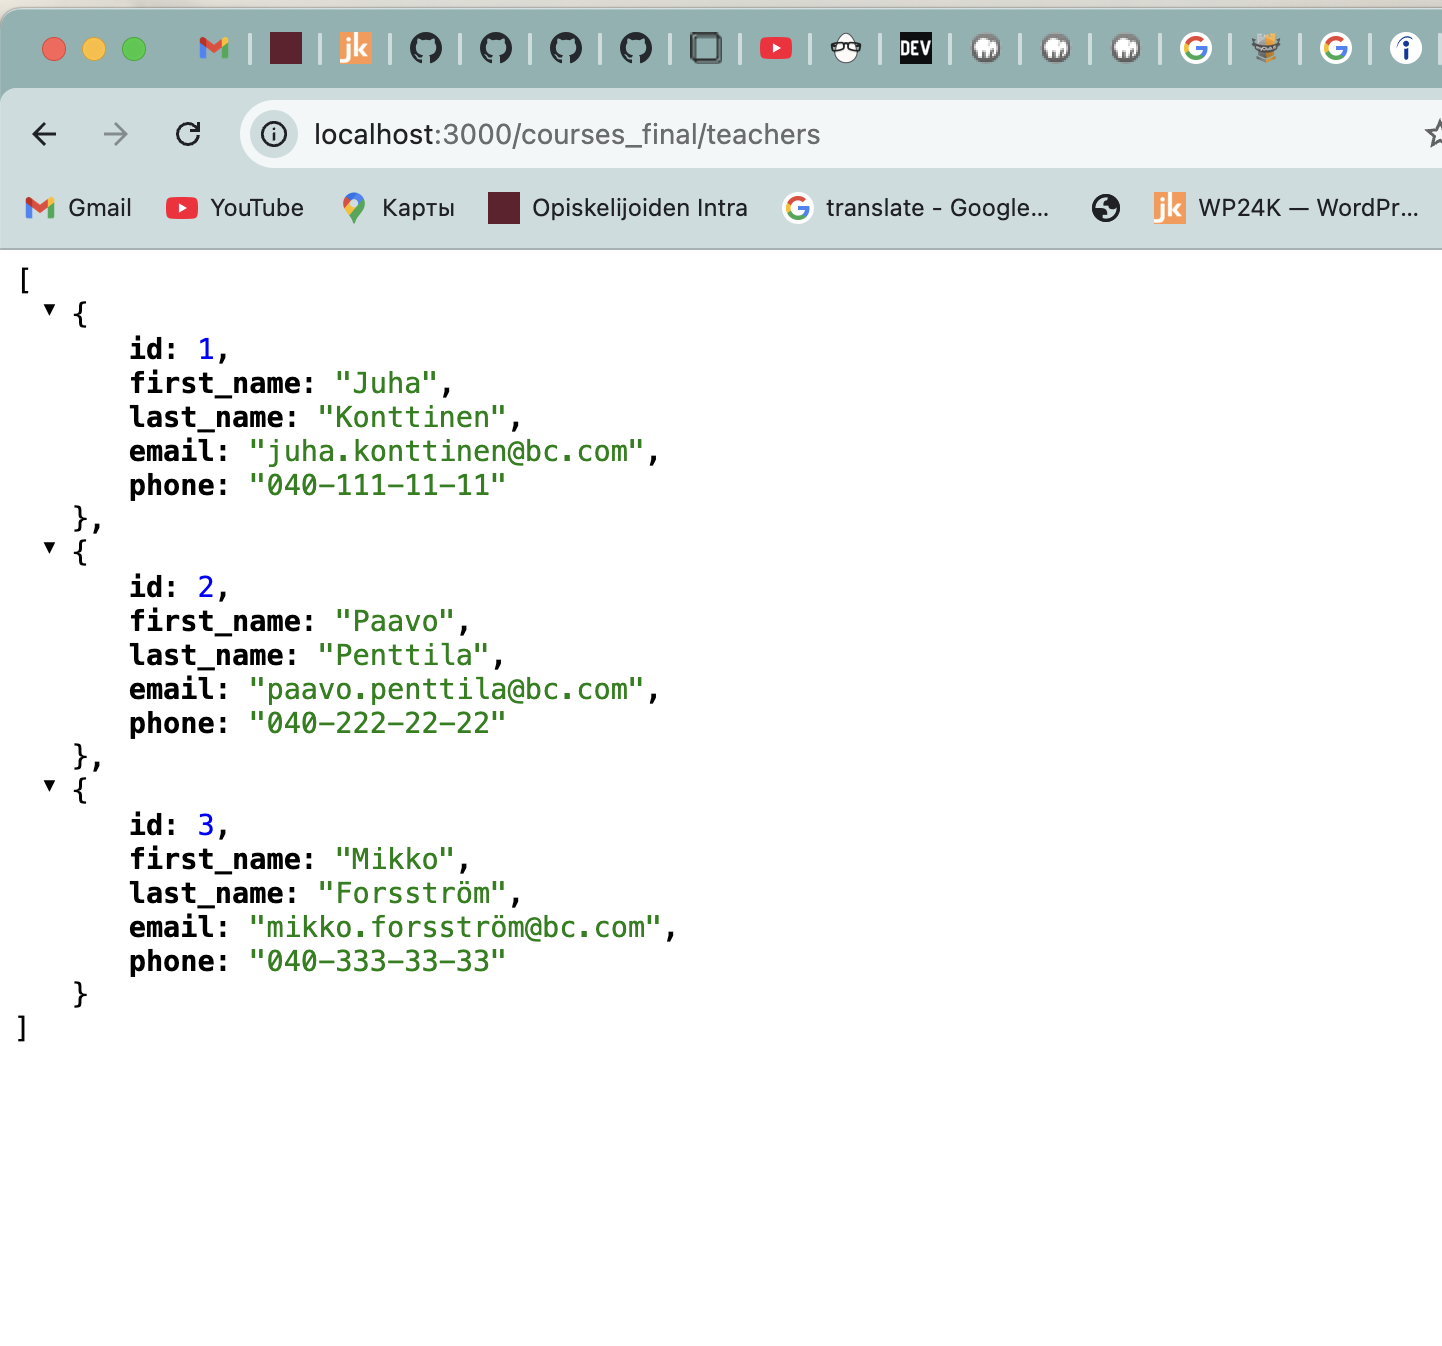 jk
DEV
localhost:3000/courses_final/teachers
Gmail YouTube Карты Opiskelijoiden Intra translate - Google... jk WP24K — WordPr...
[
{
id: 1,
first_name: "Juha",
last_name: "Konttinen",
email: "juha.konttinen@bc.com",
phone: "040-111-11-11"
},
{
id: 2,
first_name: "Paavo",
last_name: "Penttila",
email: "paavo.penttila@bc.com",
phone: "040-222-22-22"
},
{
id: 3,
first_name: "Mikko",
last_name: "Forsström",
email: "mikko.forsström@bc.com",
phone: "040-333-33-33"
}
]